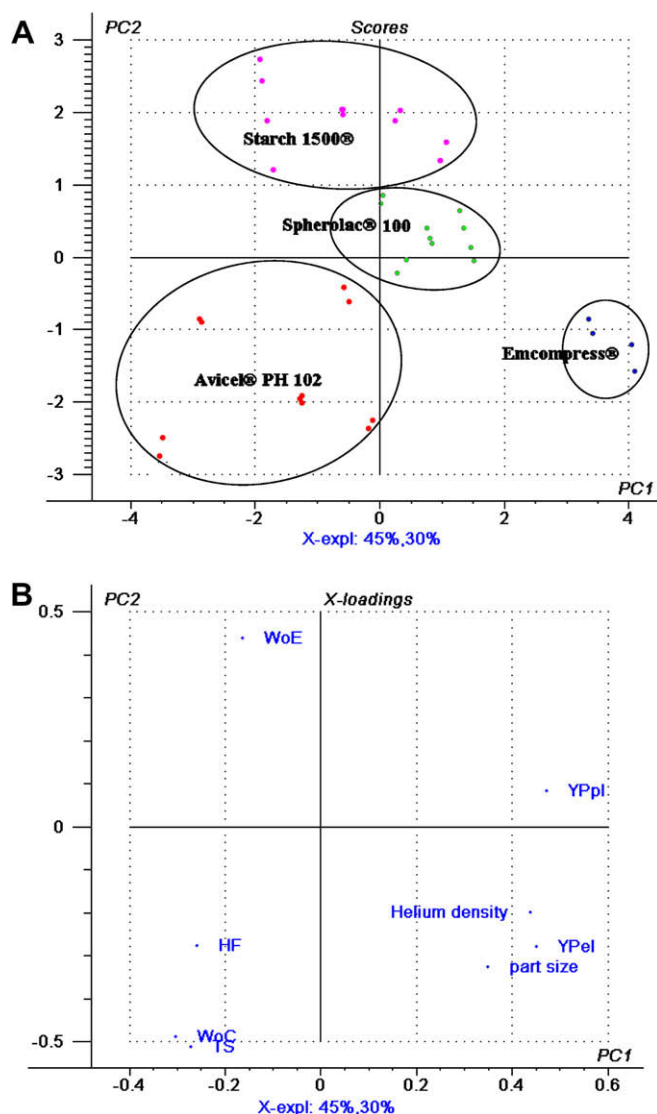 A
PC2 Scores
3
2
Starch 1500®
1
Spherolac® 100
0
-1
Emcompress®
Avicel® PH 102
-2
-3
PC1
-4 -2 0 2 4
X-expl: 45%,30%
B
PC2 X-loadings
0.5
WoE
YPpl
0
Helium density
HF YPel
part size
WoC
-0.5 TS
PC1
-0.4 -0.2 0 0.2 0.4 0.6
X-expl: 45%,30%